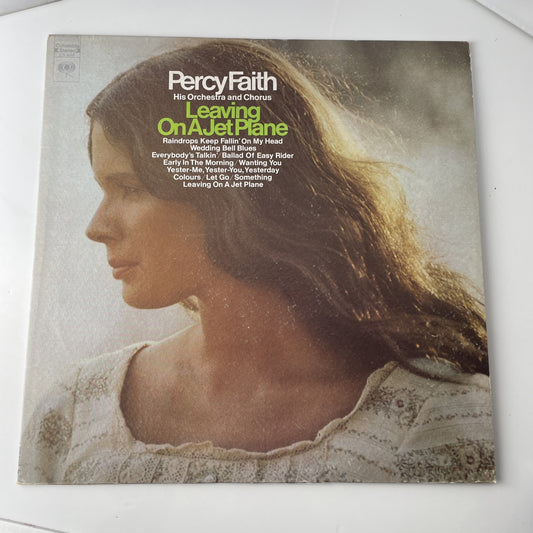 Columbia
Stereo
Percy Faith
His Orchestra and Chorus
Leaving
On A Jet Plane
Raindrops Keep Fallin' On My Head
Wedding Bell Blues
Everybody's Talkin'/Ballad Of Easy Rider
Early In The Morning/Wanting You
Yester-Me, Yester-You, Yesterday
Colours/Let Go/Something
Leaving On A Jet Plane